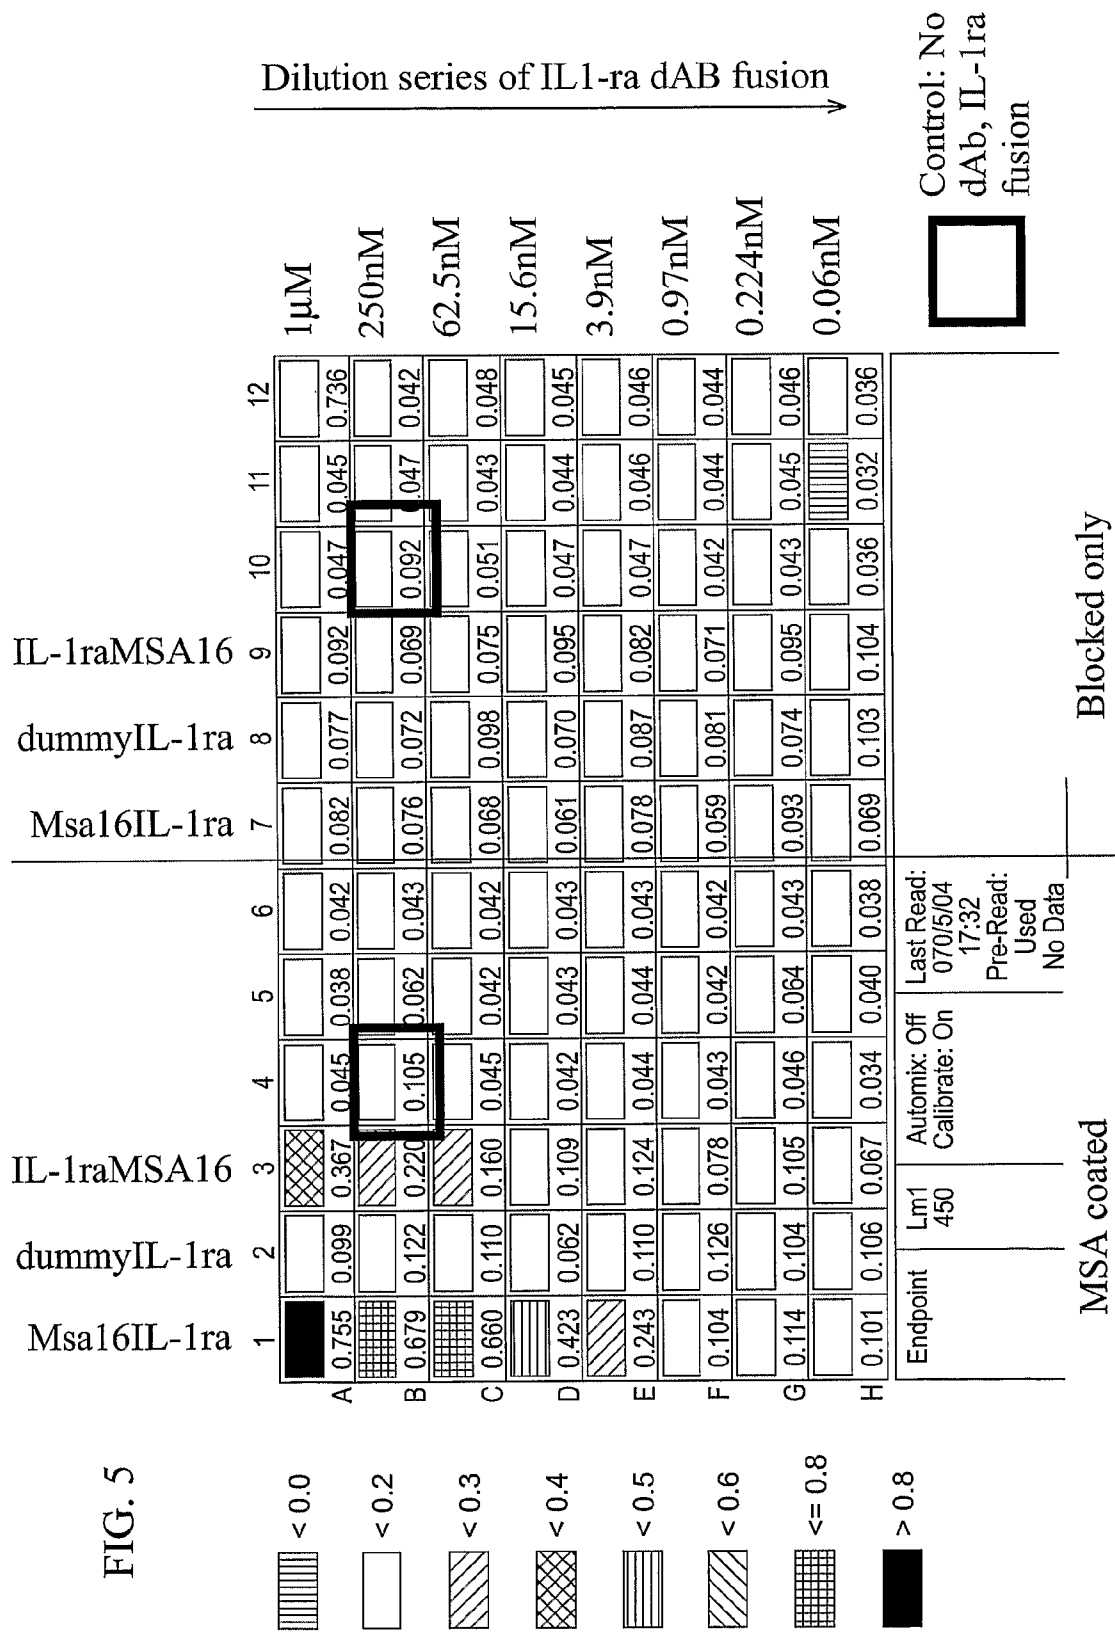 FIG. 5
< 0.0
< 0.2
< 0.3
< 0.4
< 0.5
< 0.6
<= 0.8
> 0.8
Msa16IL-1ra
dummyIL-1ra
IL-1raMSA16
Msa16IL-1ra
dummyIL-1ra
IL-1raMSA16
1 2 3 4 5 6 7 8 9 10 11 12
A 0.755 0.099 0.367 0.045 0.038 0.042 0.082 0.077 0.092 0.047 0.045 0.736 1µM
B 0.679 0.122 0.220 0.105 0.062 0.043 0.076 0.072 0.069 0.092 0.047 0.042 250nM
C 0.660 0.110 0.160 0.045 0.042 0.042 0.068 0.098 0.075 0.051 0.043 0.048 62.5nM
D 0.423 0.062 0.109 0.042 0.043 0.043 0.061 0.070 0.095 0.047 0.044 0.045 15.6nM
E 0.243 0.110 0.124 0.044 0.044 0.043 0.078 0.087 0.082 0.047 0.046 0.046 3.9nM
F 0.104 0.126 0.078 0.043 0.042 0.042 0.059 0.081 0.071 0.042 0.044 0.044 0.97nM
G 0.114 0.104 0.105 0.046 0.064 0.043 0.093 0.074 0.095 0.043 0.045 0.046 0.224nM
H 0.101 0.106 0.067 0.034 0.040 0.038 0.069 0.103 0.104 0.036 0.032 0.036 0.06nM
Dilution series of IL1-ra dAB fusion
Endpoint
Lm1
450
Automix: Off
Calibrate: On
Last Read:
070/5/04
17:32
Pre-Read:
Used
No Data
MSA coated
Blocked only
Control: No
dAb, IL-1ra
fusion